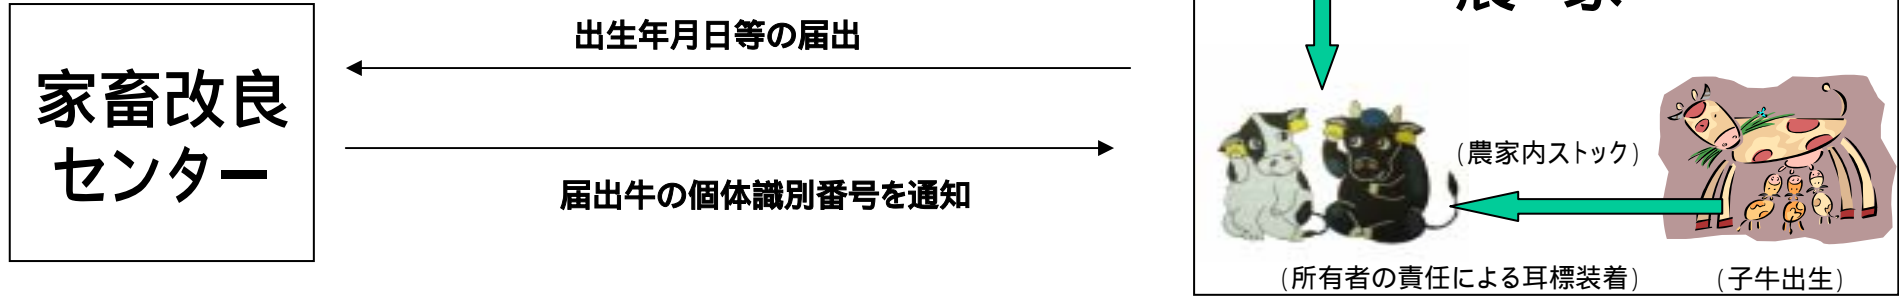 農 家
出生年月日等の届出
家畜改良
センター
届出牛の個体識別番号を通知
(農家内ストック)
(所有者の責任による耳標装着)
(子牛出生)